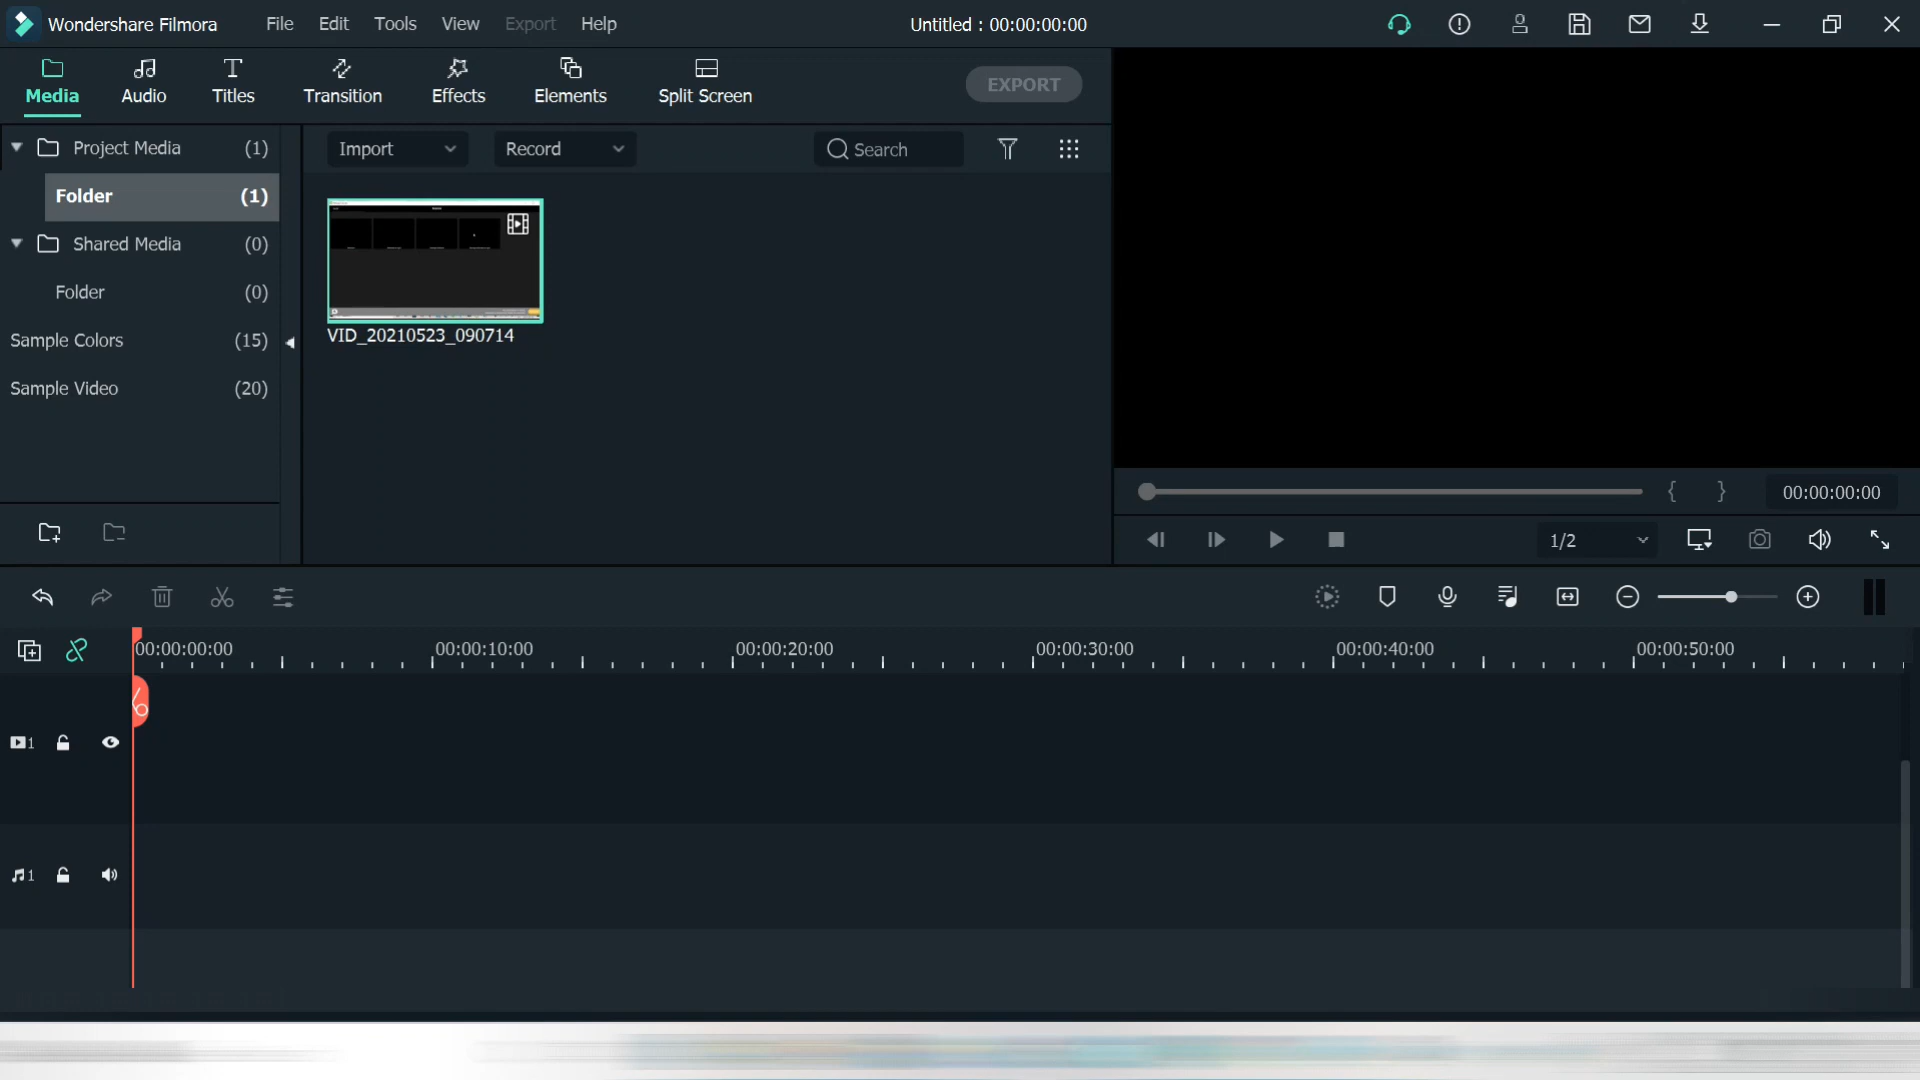 Wondershare Filmora File Edit Tools View Export Help Untitled : 00:00:00:00
Media Audio Titles Transition Effects Elements Split Screen EXPORT
Project Media (1)
Folder (1)
Shared Media (0)
Folder (0)
Sample Colors (15)
Sample Video (20)
Import Record Search
VID_20210523_090714
{ } 00:00:00:00
1/2
00:00:00:00 00:00:10:00 00:00:20:00 00:00:30:00 00:00:40:00 00:00:50:00
1
1